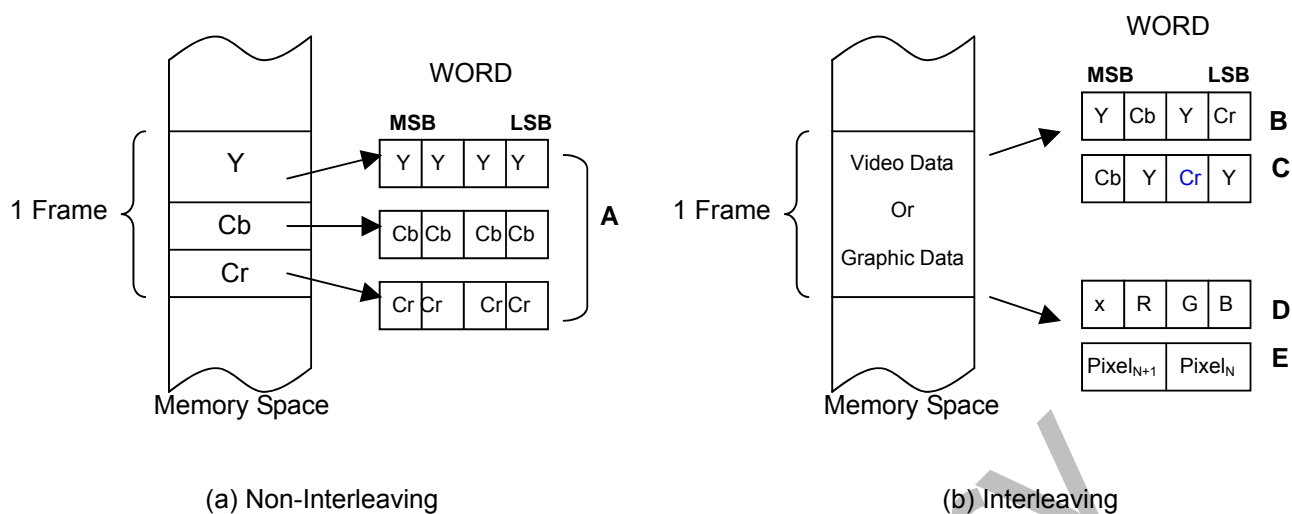 WORD
MSB LSB
Y Y Y Y Y
1 Frame Cb Cb Cb Cb Cb A
Cr Cr Cr Cr Cr
Memory Space
(a) Non-Interleaving
WORD
MSB LSB
Y Cb Y Cr B
Video Data
Cb Y Cr Y C
1 Frame Or
Graphic Data
x R G B D
PixelN+1 PixelN E
Memory Space
(b) Interleaving